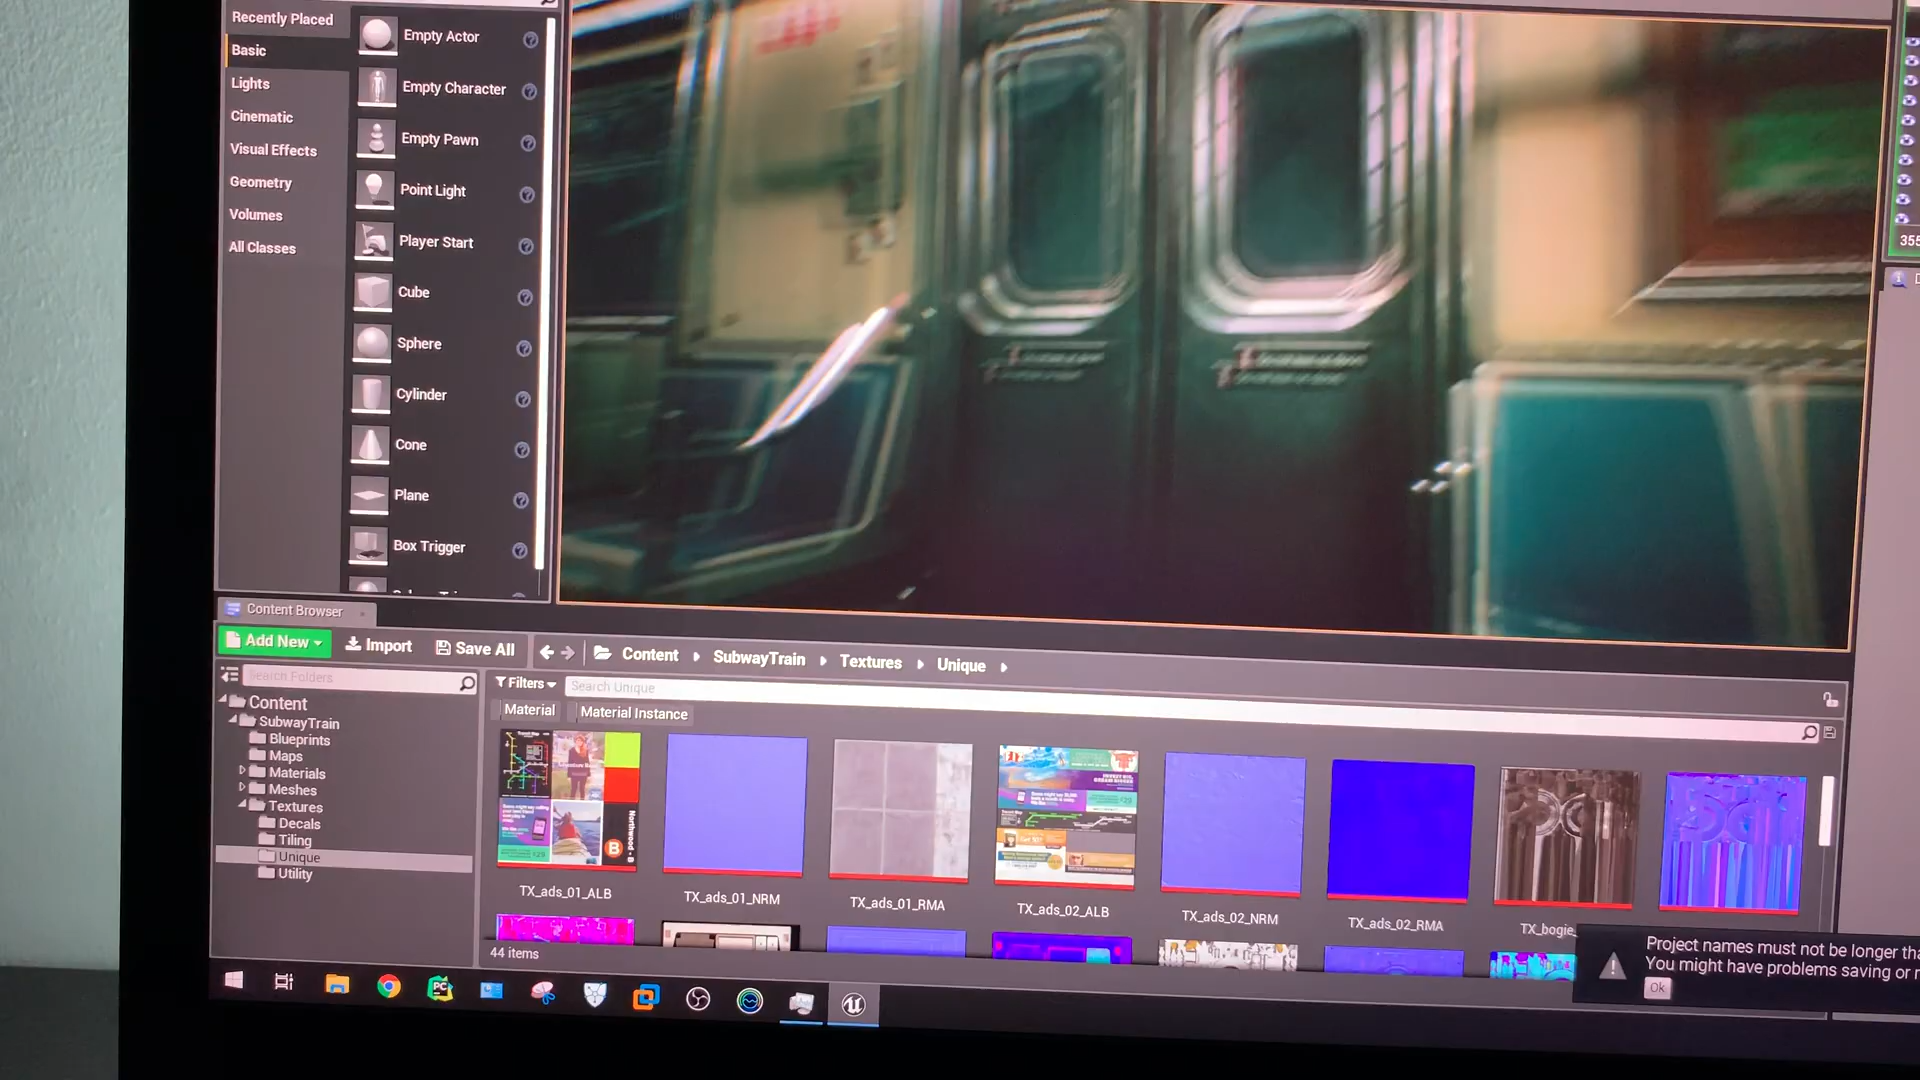 Recently Placed
Basic
Lights
Cinematic
Visual Effects
Geometry
Volumes
All Classes
Empty Actor
Empty Character
Empty Pawn
Point Light
Player Start
Cube
Sphere
Cylinder
Cone
Plane
Box Trigger
355
Content Browser
Add New
Import
Save All
Content
SubwayTrain
Textures
Unique
Search Folders
Filters
Search Unique
Material
Material Instance
Content
SubwayTrain
Blueprints
Maps
Materials
Meshes
Textures
Decals
Tiling
Unique
Utility
Northwood - B
B
TX_ads_01_ALB
TX_ads_01_NRM
TX_ads_01_RMA
TX_ads_02_ALB
TX_ads_02_NRM
TX_ads_02_RMA
TX_bogie_
44 items
Project names must not be longer tha
You might have problems saving or r
Ok
PC